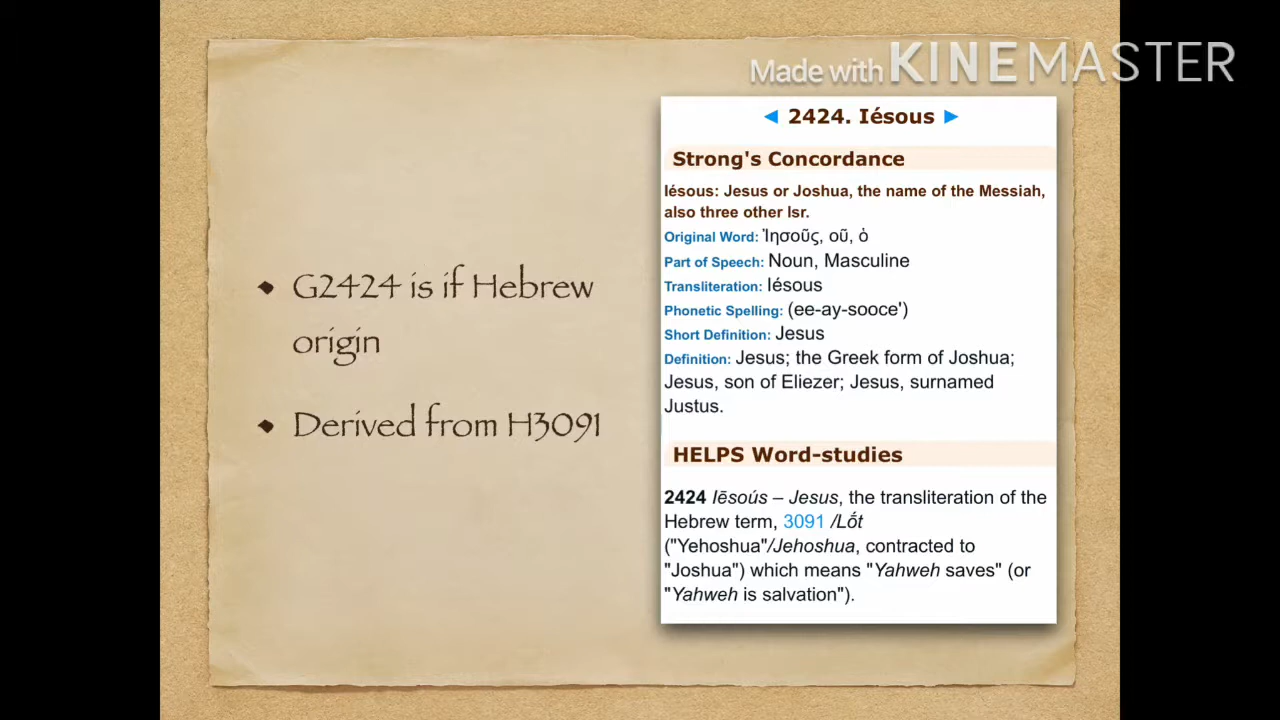 Made with KINEMASTER
G2424 is if Hebrew
origin
Derived from H3091
◄ 2424. Iésous ►
Strong's Concordance
Iésous: Jesus or Joshua, the name of the Messiah,
also three other Isr.
Original Word: Ἰησοῦς, οῦ, ὁ
Part of Speech: Noun, Masculine
Transliteration: Iésous
Phonetic Spelling: (ee-ay-sooce')
Short Definition: Jesus
Definition: Jesus; the Greek form of Joshua;
Jesus, son of Eliezer; Jesus, surnamed
Justus.
HELPS Word-studies
2424 Iēsoús – Jesus, the transliteration of the
Hebrew term, 3091 /Lṓt
("Yehoshua"/Jehoshua, contracted to
"Joshua") which means "Yahweh saves" (or
"Yahweh is salvation").